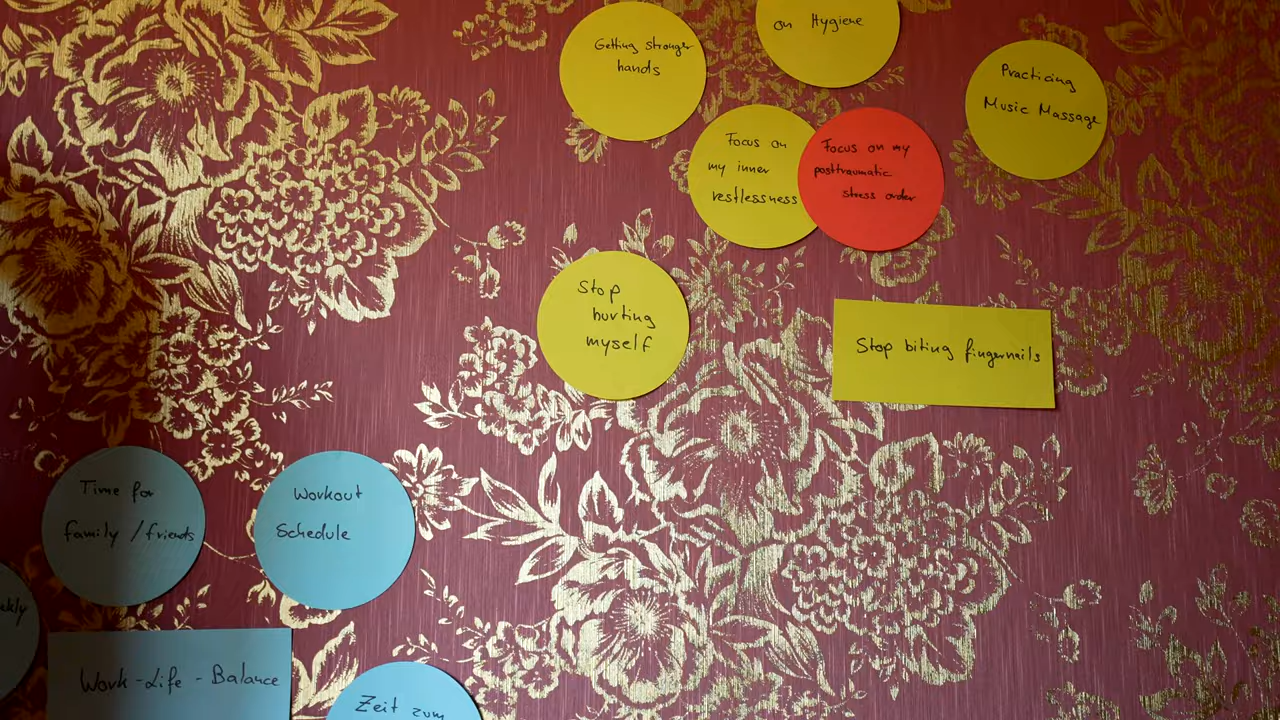 Getting stronger
hands
on Hygiene
Practicing
Music Massage
Focus on
my inner
restlessness
Focus on my
posttraumatic
stress order
Stop
hurting
myself
Stop biting fingernails
Time for
family / friends
Workout
Schedule
ekly
Work - Life - Balance
Zeit zum